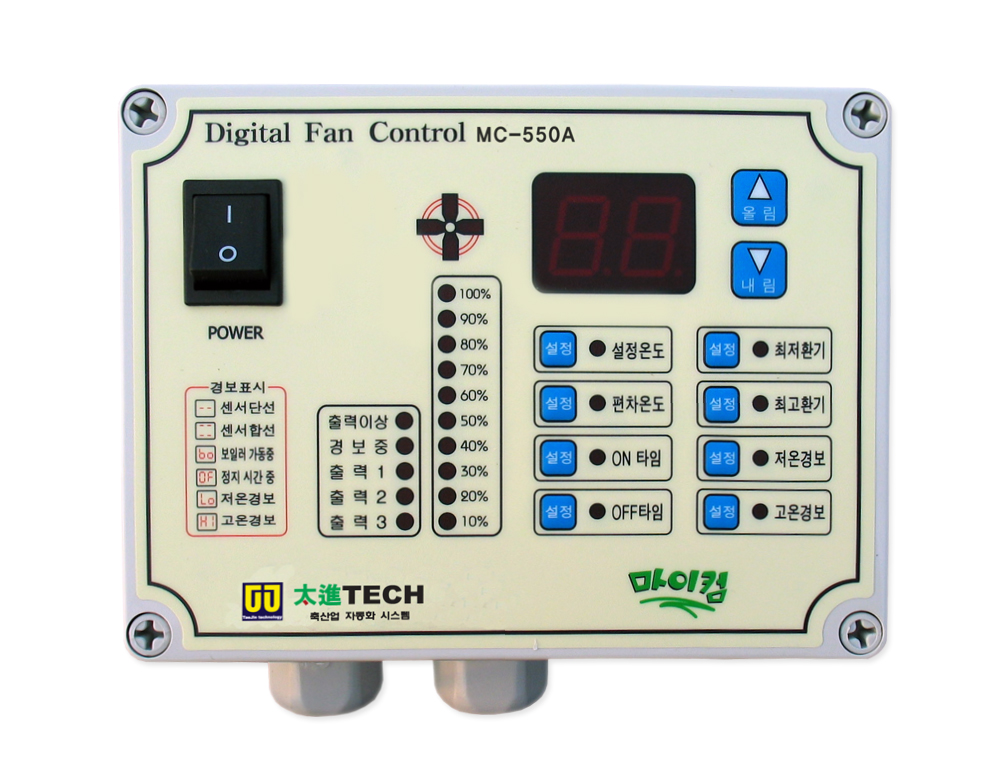 Digital Fan Control MC-550A
POWER
올림
내림
100%
90%
80%
70%
60%
50%
40%
30%
20%
10%
설정 설정온도
설정 최저환기
설정 편차온도
설정 최고환기
설정 ON 타임
설정 저온경보
설정 OFF타임
설정 고온경보
경보표시
-- 센서단선
센서합선
bo 보일러 가동중
OF 정지 시간 중
Lo 저온경보
HI 고온경보
출력이상
경 보 중
출 력 1
출 력 2
출 력 3
TaeJin technology
太進TECH
축산업 자동화 시스템
마이컴